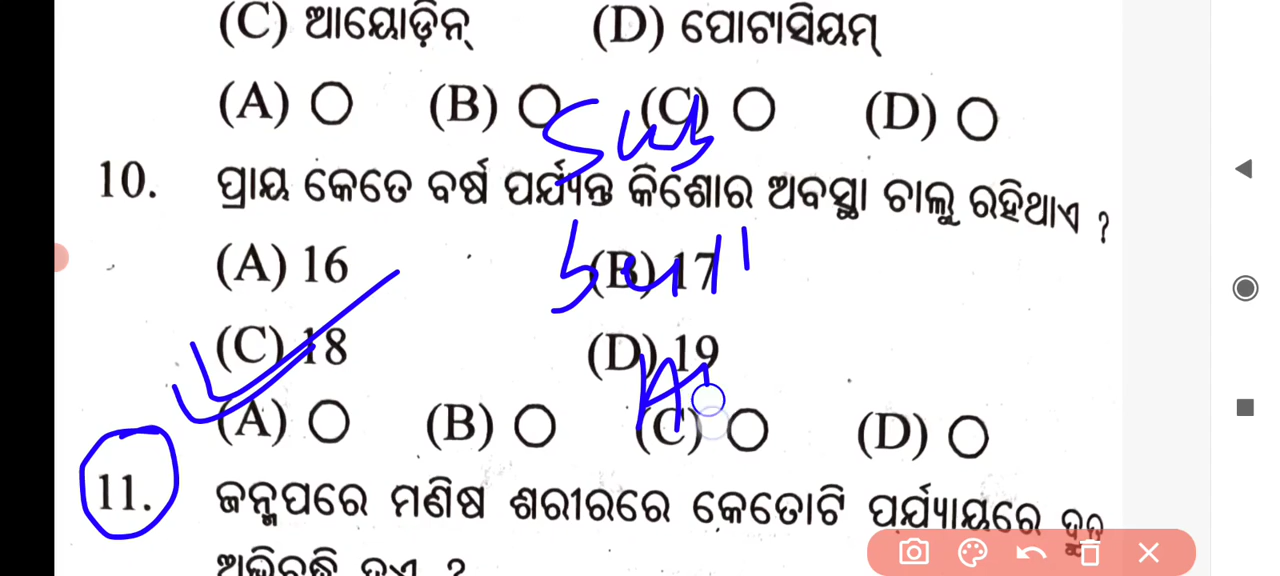 (C) ଆୟୋଡ଼ିନ୍ (D) ପୋଟାସିୟମ୍
(A) (B) (C) (D)
10. ପ୍ରାୟ କେତେ ବର୍ଷ ପର୍ଯ୍ୟନ୍ତ କିଶୋର ଅବସ୍ଥା ଚାଲୁ ରହିଥାଏ ?
(A) 16 (B) 17
(C) 18 (D) 19
(A) (B) (C) (D)
11. ଜନ୍ମପରେ ମଣିଷ ଶରୀରରେ କେତୋଟି ପର୍ଯ୍ୟାୟରେ ଦ୍ରୁତ
ଅଭିବୃଦ୍ଧି ହୁଏ ?